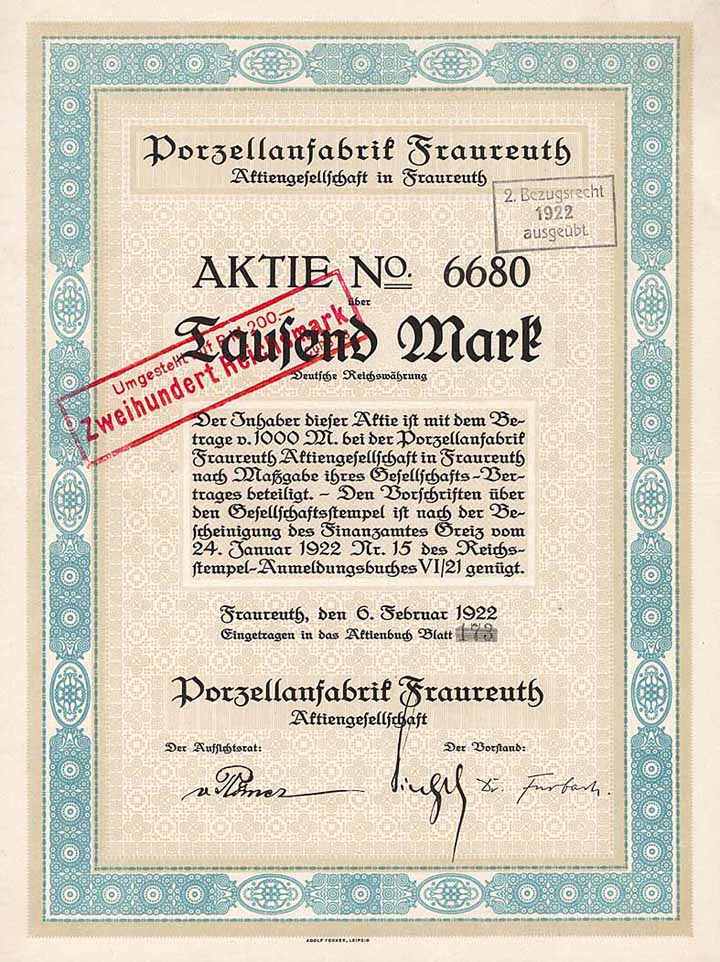 Porzellanfabrik Fraureuth
Aktiengesellschaft in Fraureuth
2. Bezugsrecht
1922
ausgeübt.
AKTIE No. 6680
über
Tausend Mark
Deutsche Reichswährung
Umgestellt auf RM 200.—
Zweihundert Reichsmark
Der Inhaber dieser Aktie ist mit dem Be-
trage v. 1000 M. bei der Porzellanfabrik
Fraureuth Aktiengesellschaft in Fraureuth
nach Maßgabe ihres Gesellschafts-Ver-
trages beteiligt. – Den Vorschriften über
den Gesellschaftsstempel ist nach der Be-
scheinigung des Finanzamtes Greiz vom
24. Januar 1922 Nr. 15 des Reichs-
stempel-Anmeldungsbuches VI/21 genügt.
Fraureuth, den 6. Februar 1922
Eingetragen in das Aktienbuch Blatt 173
Porzellanfabrik Fraureuth
Aktiengesellschaft
Der Aufsichtsrat: Der Vorstand:
Dr. Furbach.
ADOLF FORKER, LEIPZIG